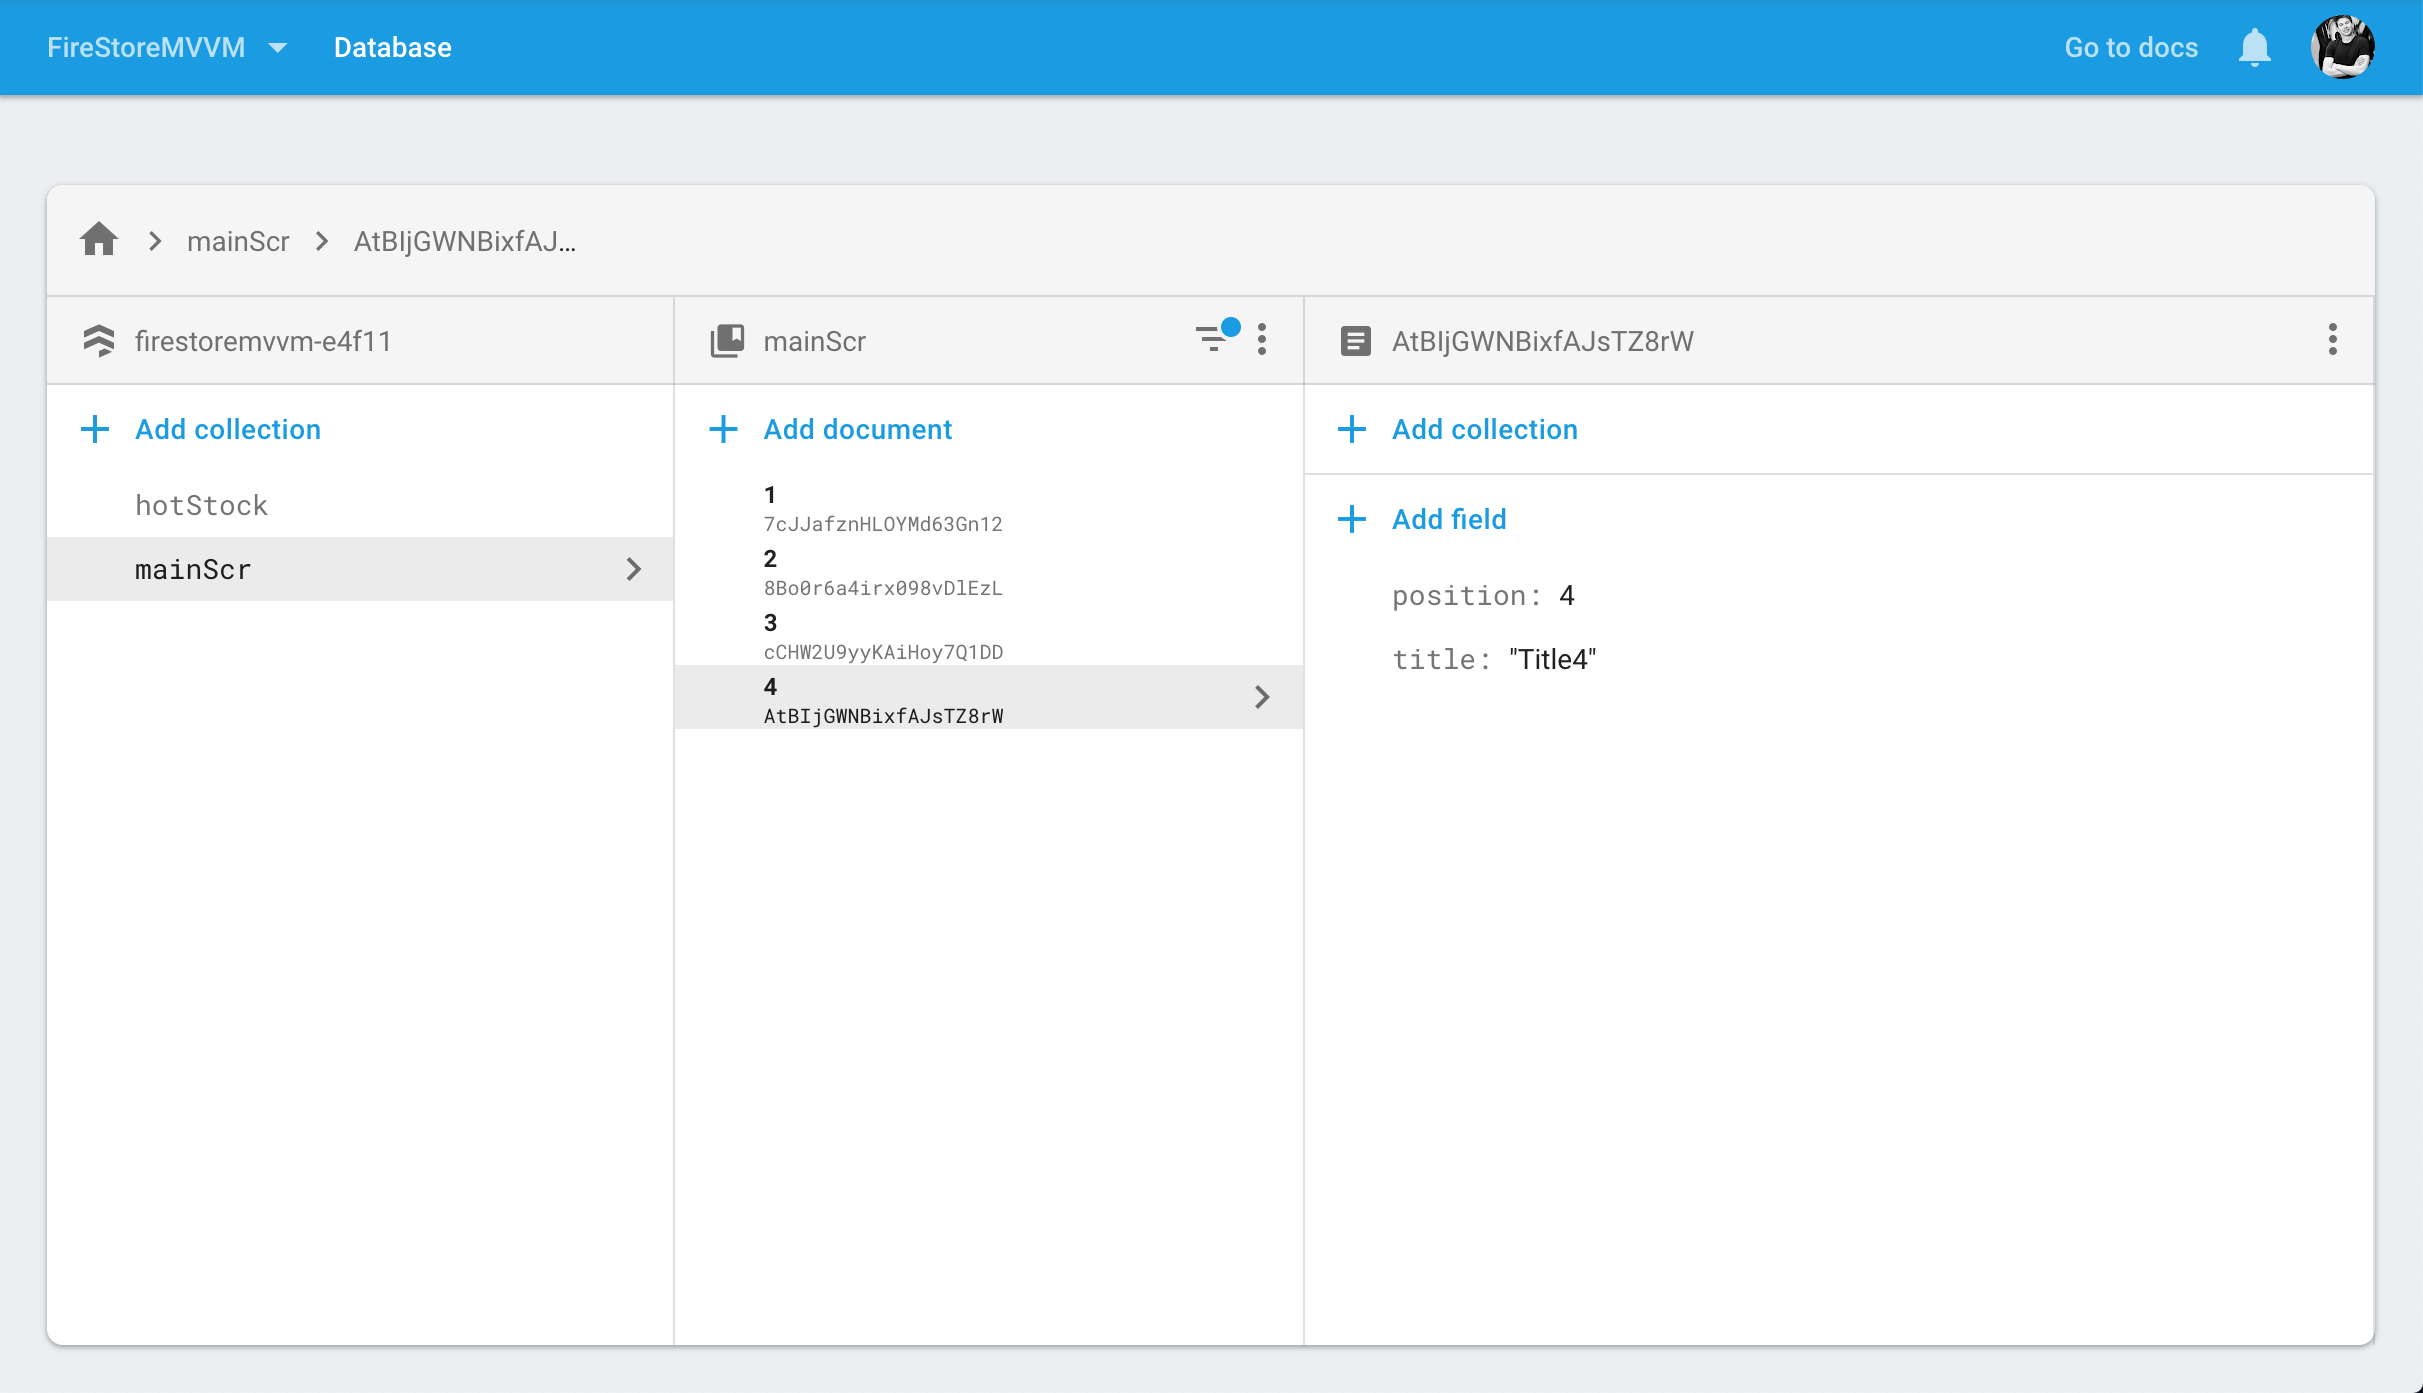 FireStoreMVVM Database Go to docs
mainScr AtBIjGWNBixfAJ...
firestoremvvm-e4f11
Add collection
hotStock
mainScr
mainScr
Add document
1
7cJJafznHLOYMd63Gn12
2
8Bo0r6a4irx098vDlEzL
3
cCHW2U9yyKAiHoy7Q1DD
4
AtBIjGWNBixfAJsTZ8rW
AtBIjGWNBixfAJsTZ8rW
Add collection
Add field
position: 4
title: "Title4"